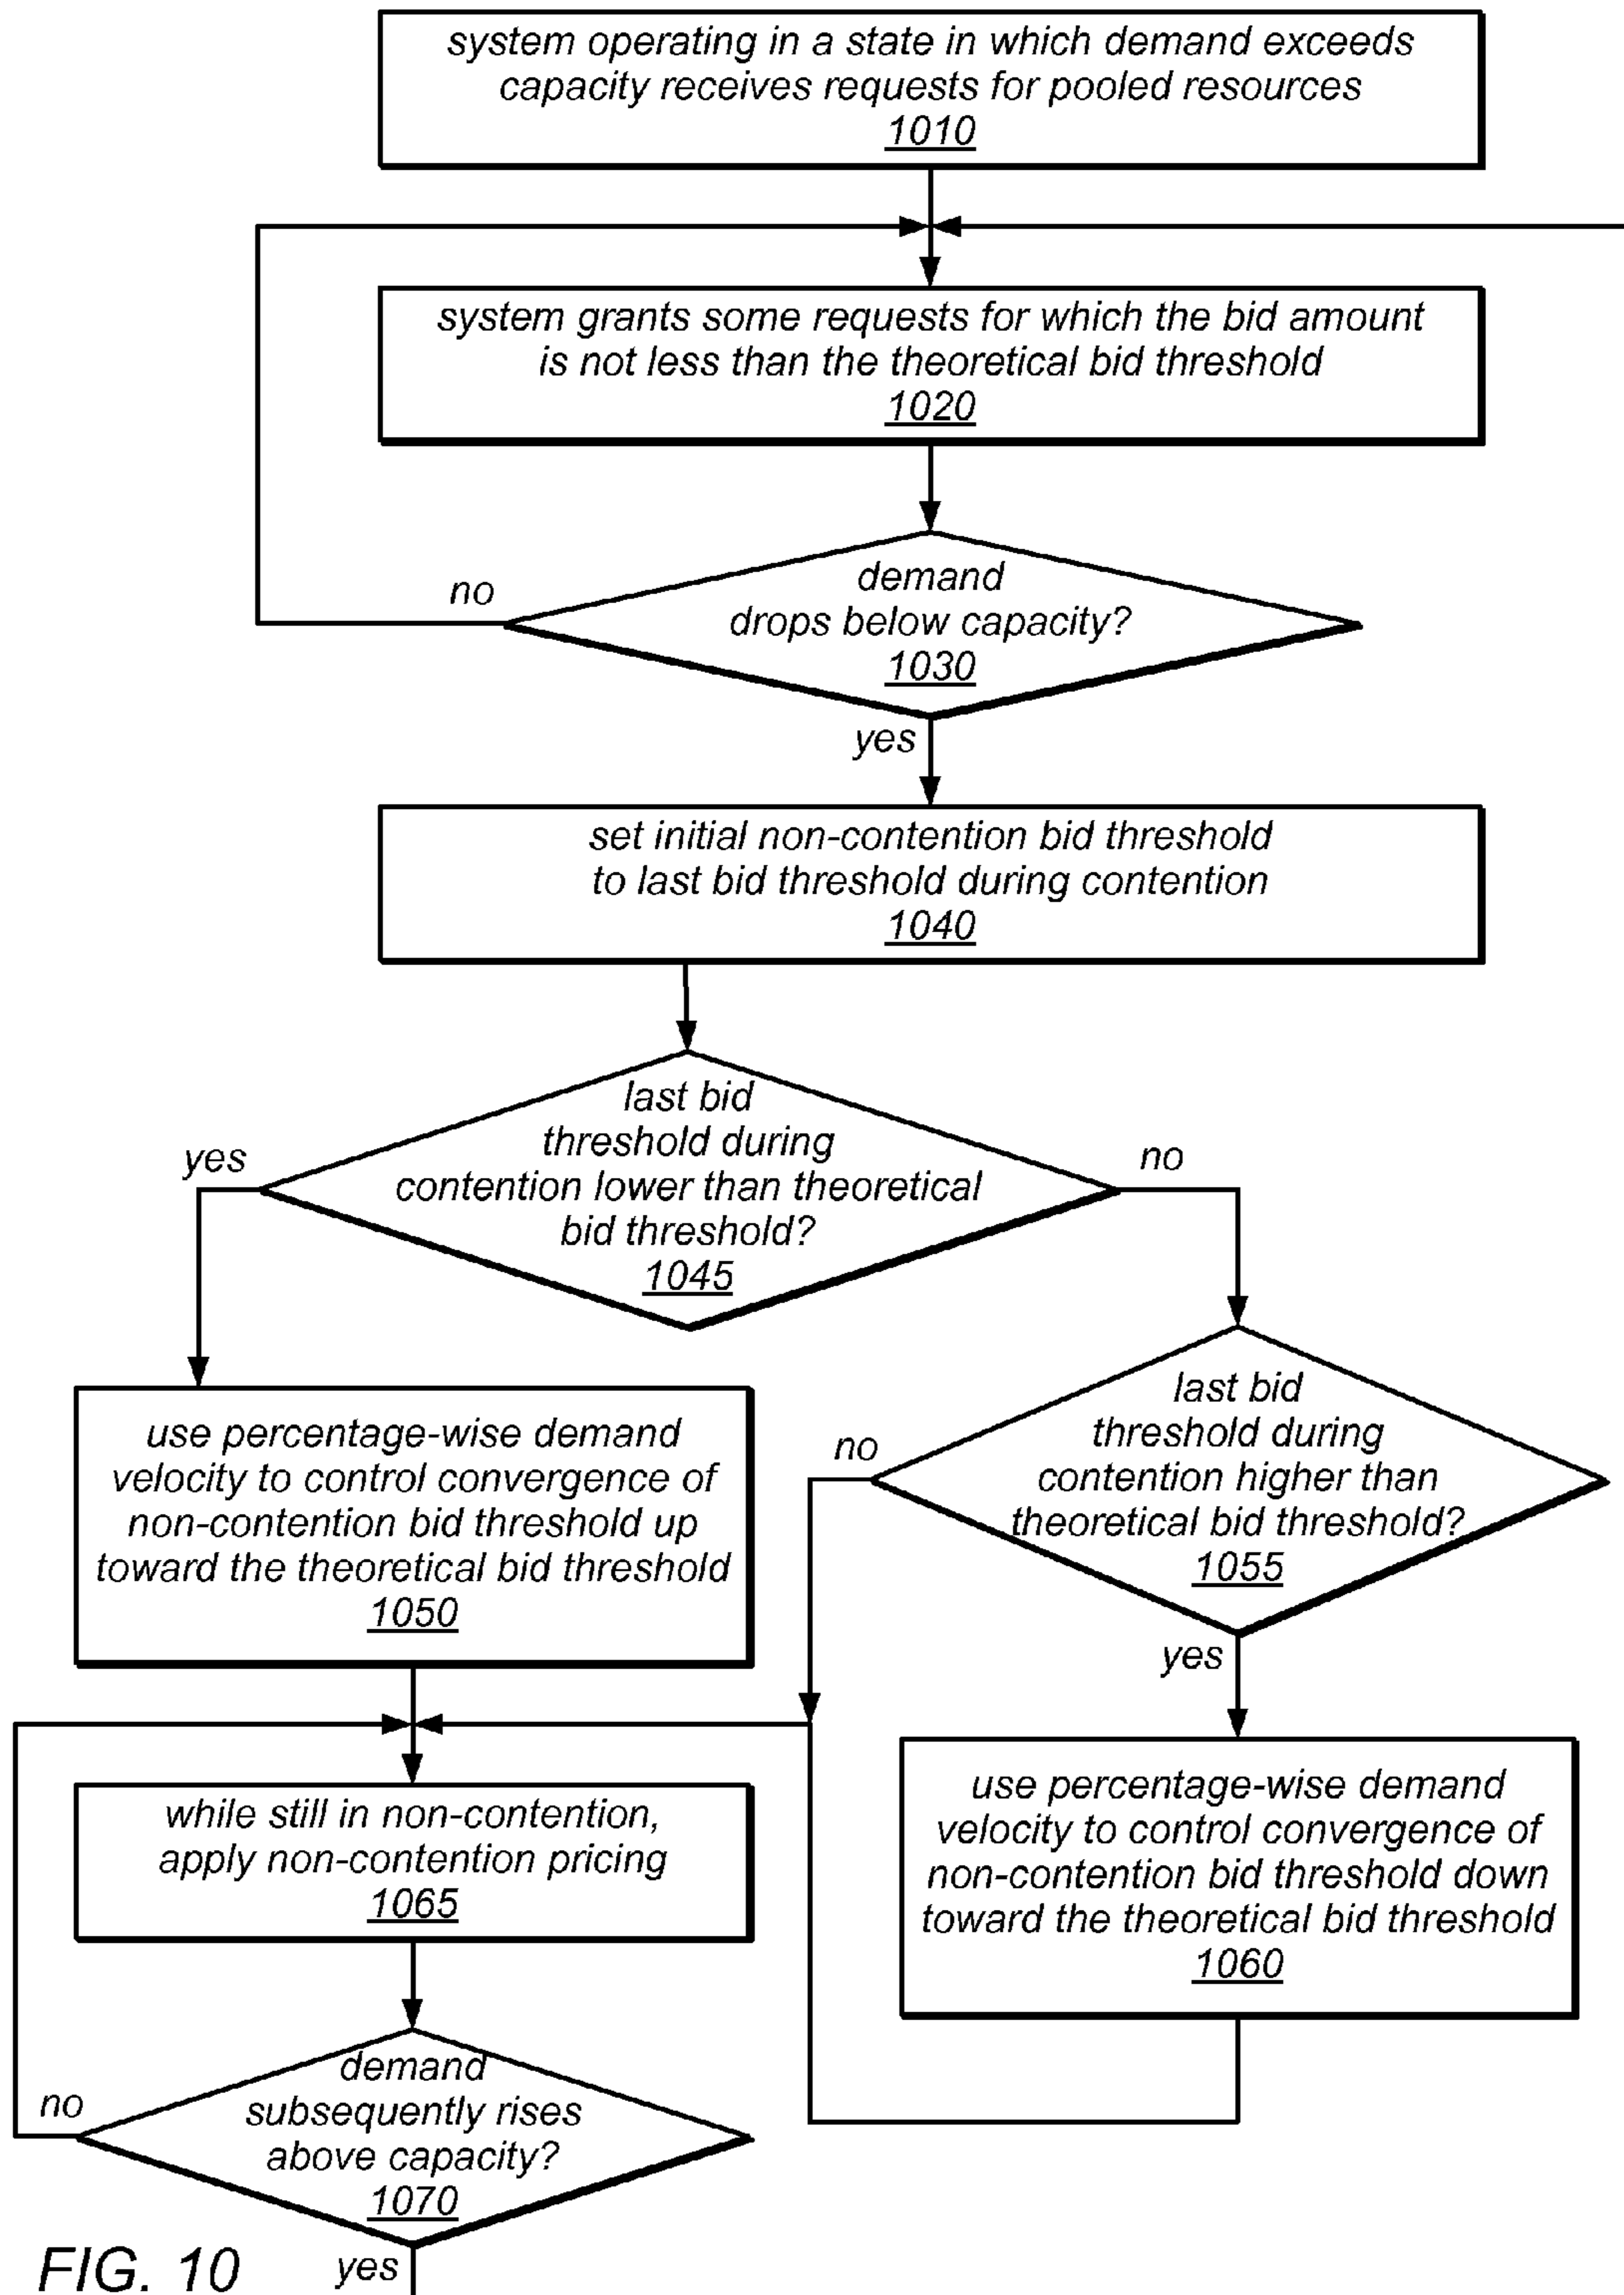 system operating in a state in which demand exceeds
capacity receives requests for pooled resources
1010
system grants some requests for which the bid amount
is not less than the theoretical bid threshold
1020
demand
drops below capacity?
1030
no
yes
set initial non-contention bid threshold
to last bid threshold during contention
1040
last bid
threshold during
contention lower than theoretical
bid threshold?
1045
yes
no
use percentage-wise demand
velocity to control convergence of
non-contention bid threshold up
toward the theoretical bid threshold
1050
last bid
threshold during
contention higher than
theoretical bid threshold?
1055
no
yes
while still in non-contention,
apply non-contention pricing
1065
use percentage-wise demand
velocity to control convergence of
non-contention bid threshold down
toward the theoretical bid threshold
1060
demand
subsequently rises
above capacity?
1070
no
yes
FIG. 10